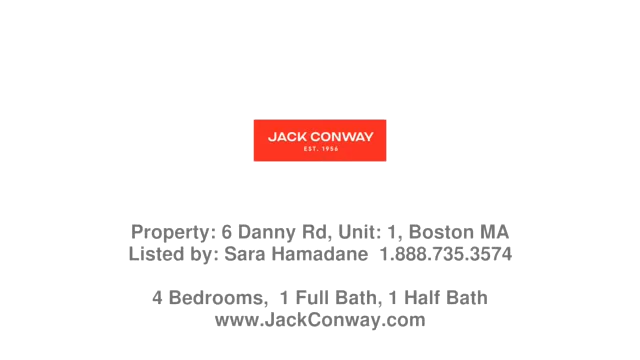 JACK CONWAY
EST. 1956
Property: 6 Danny Rd, Unit: 1, Boston MA
Listed by: Sara Hamadane  1.888.735.3574
4 Bedrooms,  1 Full Bath, 1 Half Bath
www.JackConway.com